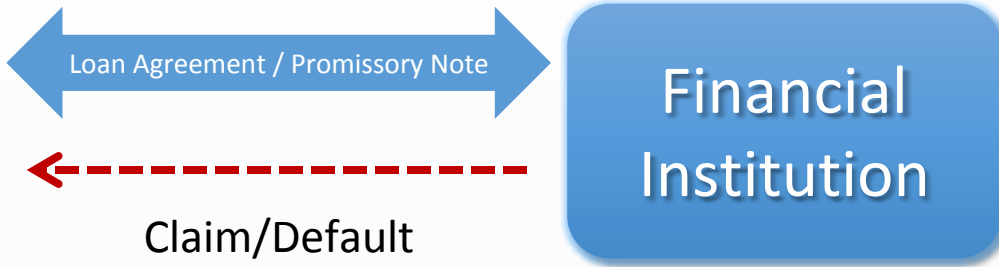 Loan Agreement / Promissory Note
Financial
Institution
Claim/Default